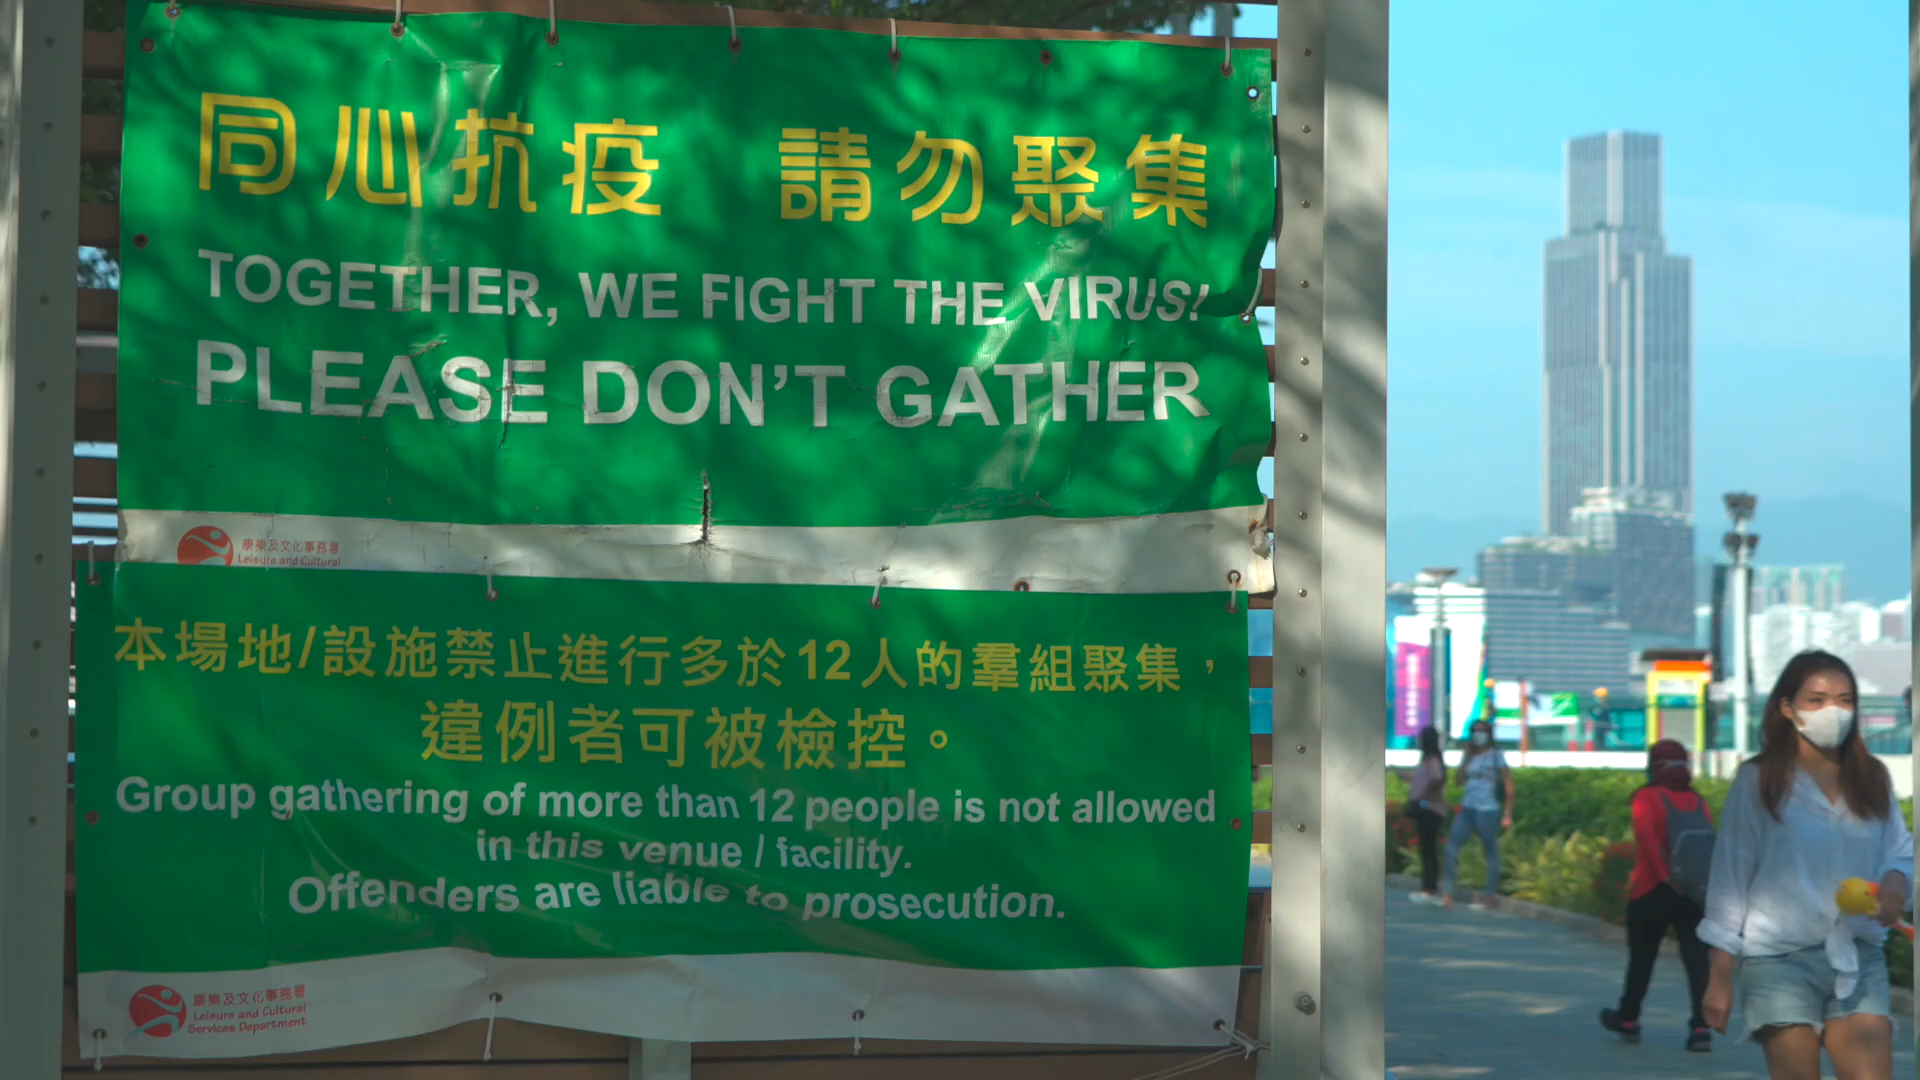 同心抗疫 請勿聚集
TOGETHER, WE FIGHT THE VIRUS!
PLEASE DON'T GATHER
康樂及文化事務署
Leisure and Cultural
本場地/設施禁止進行多於12人的羣組聚集，
違例者可被檢控。
Group gathering of more than 12 people is not allowed
in this venue / facility.
Offenders are liable to prosecution.
康樂及文化事務署
Leisure and Cultural
Services Department